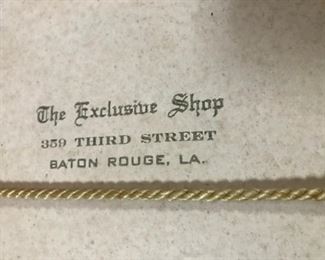 The Exclusive Shop
359 THIRD STREET
BATON ROUGE, LA.